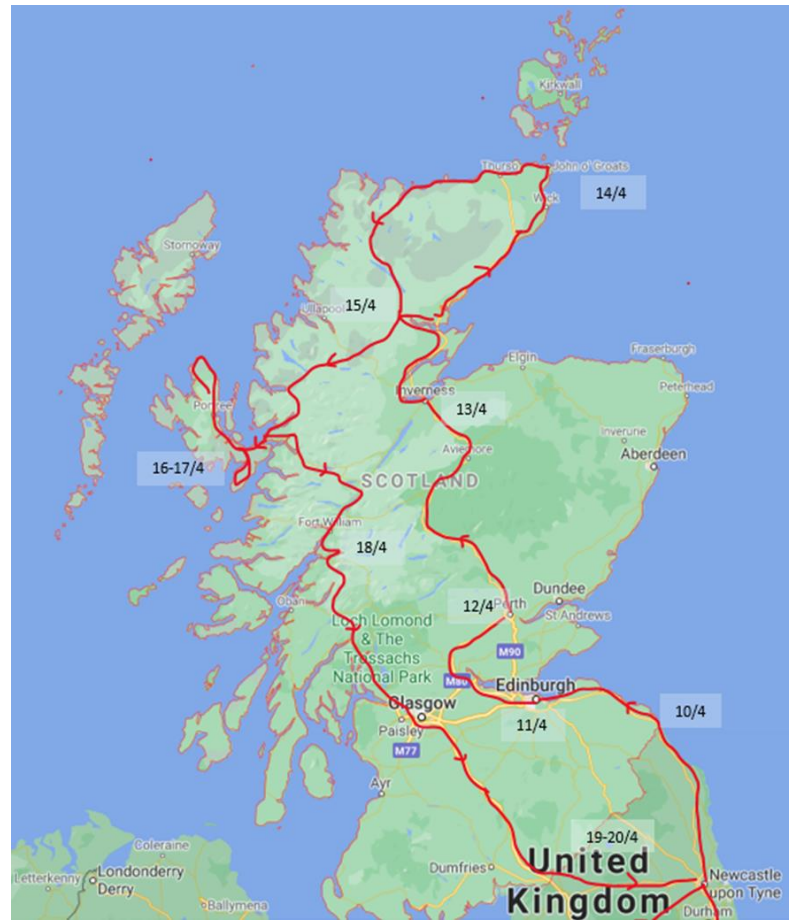 Kirkwall
Thurso
John o' Groats
14/4
Wick
Stornoway
15/4
Ullapool
Elgin
Fraserburgh
Peterhead
Inverness
13/4
Portree
Inverurie
Aviemore
Aberdeen
16-17/4
SCOTLAND
Fort William
18/4
Dundee
12/4
Perth
St Andrews
Oban
Loch Lomond
& The
Trossachs
National Park
M90
M80
Edinburgh
Glasgow
10/4
11/4
Paisley
M77
Ayr
19-20/4
Coleraine
United
Kingdom
Dumfries
Newcastle
upon Tyne
Letterkenny
Londonderry
Derry
Ballymena
Durham